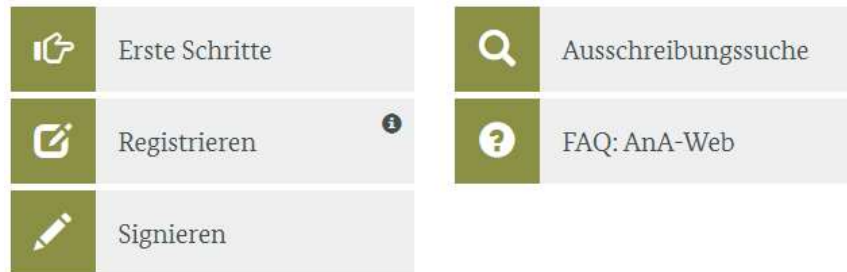 Erste Schritte
Ausschreibungssuche
Registrieren
FAQ: AnA-Web
Signieren